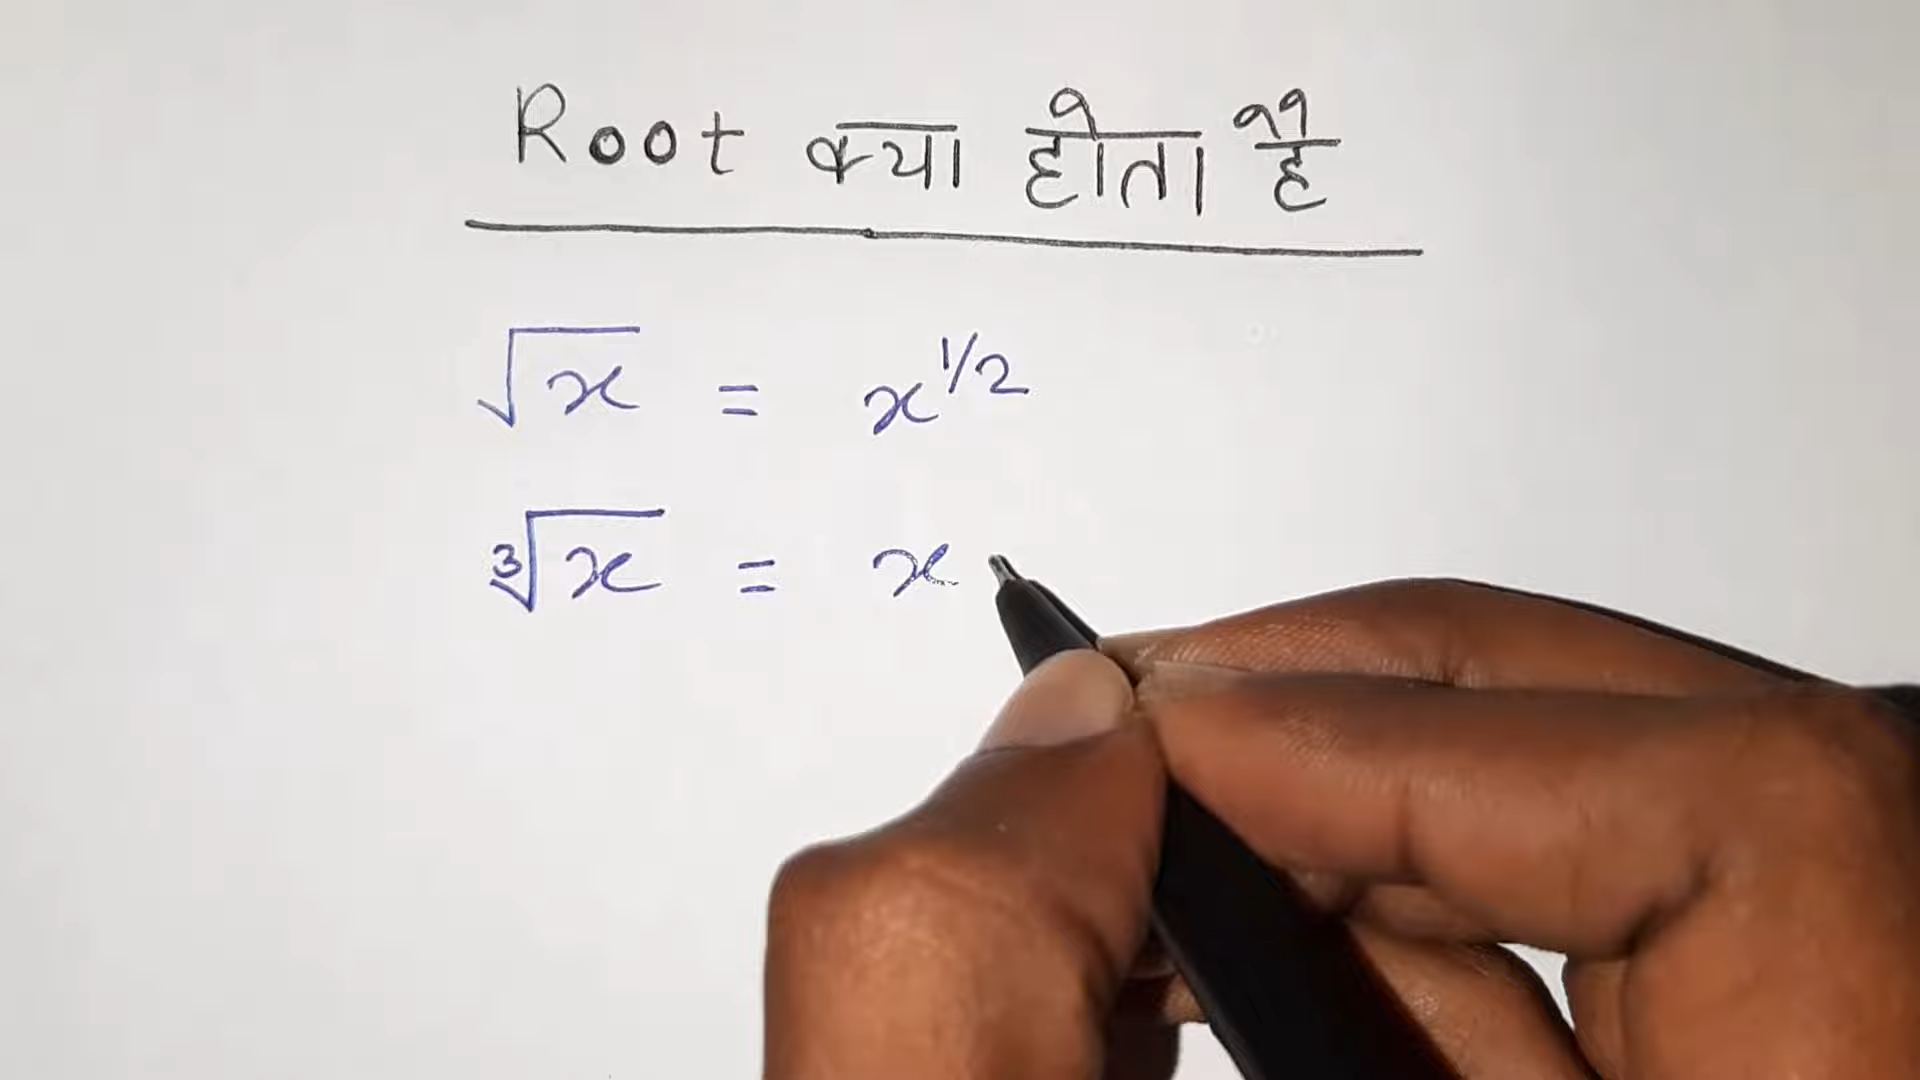 Root क्या होता है
√x = x^1/2
∛x = x